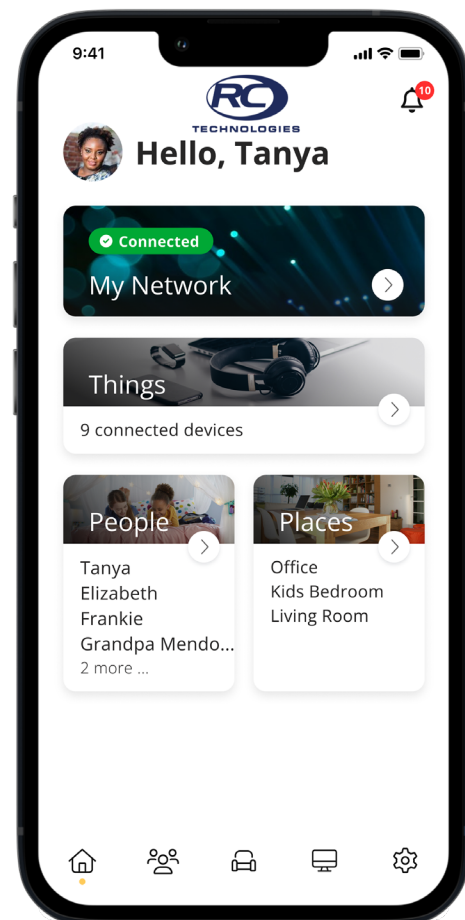 9:41
10
RC
TECHNOLOGIES
Hello, Tanya
Connected
My Network
Things
9 connected devices
People
Tanya
Elizabeth
Frankie
Grandpa Mendo...
2 more ...
Places
Office
Kids Bedroom
Living Room